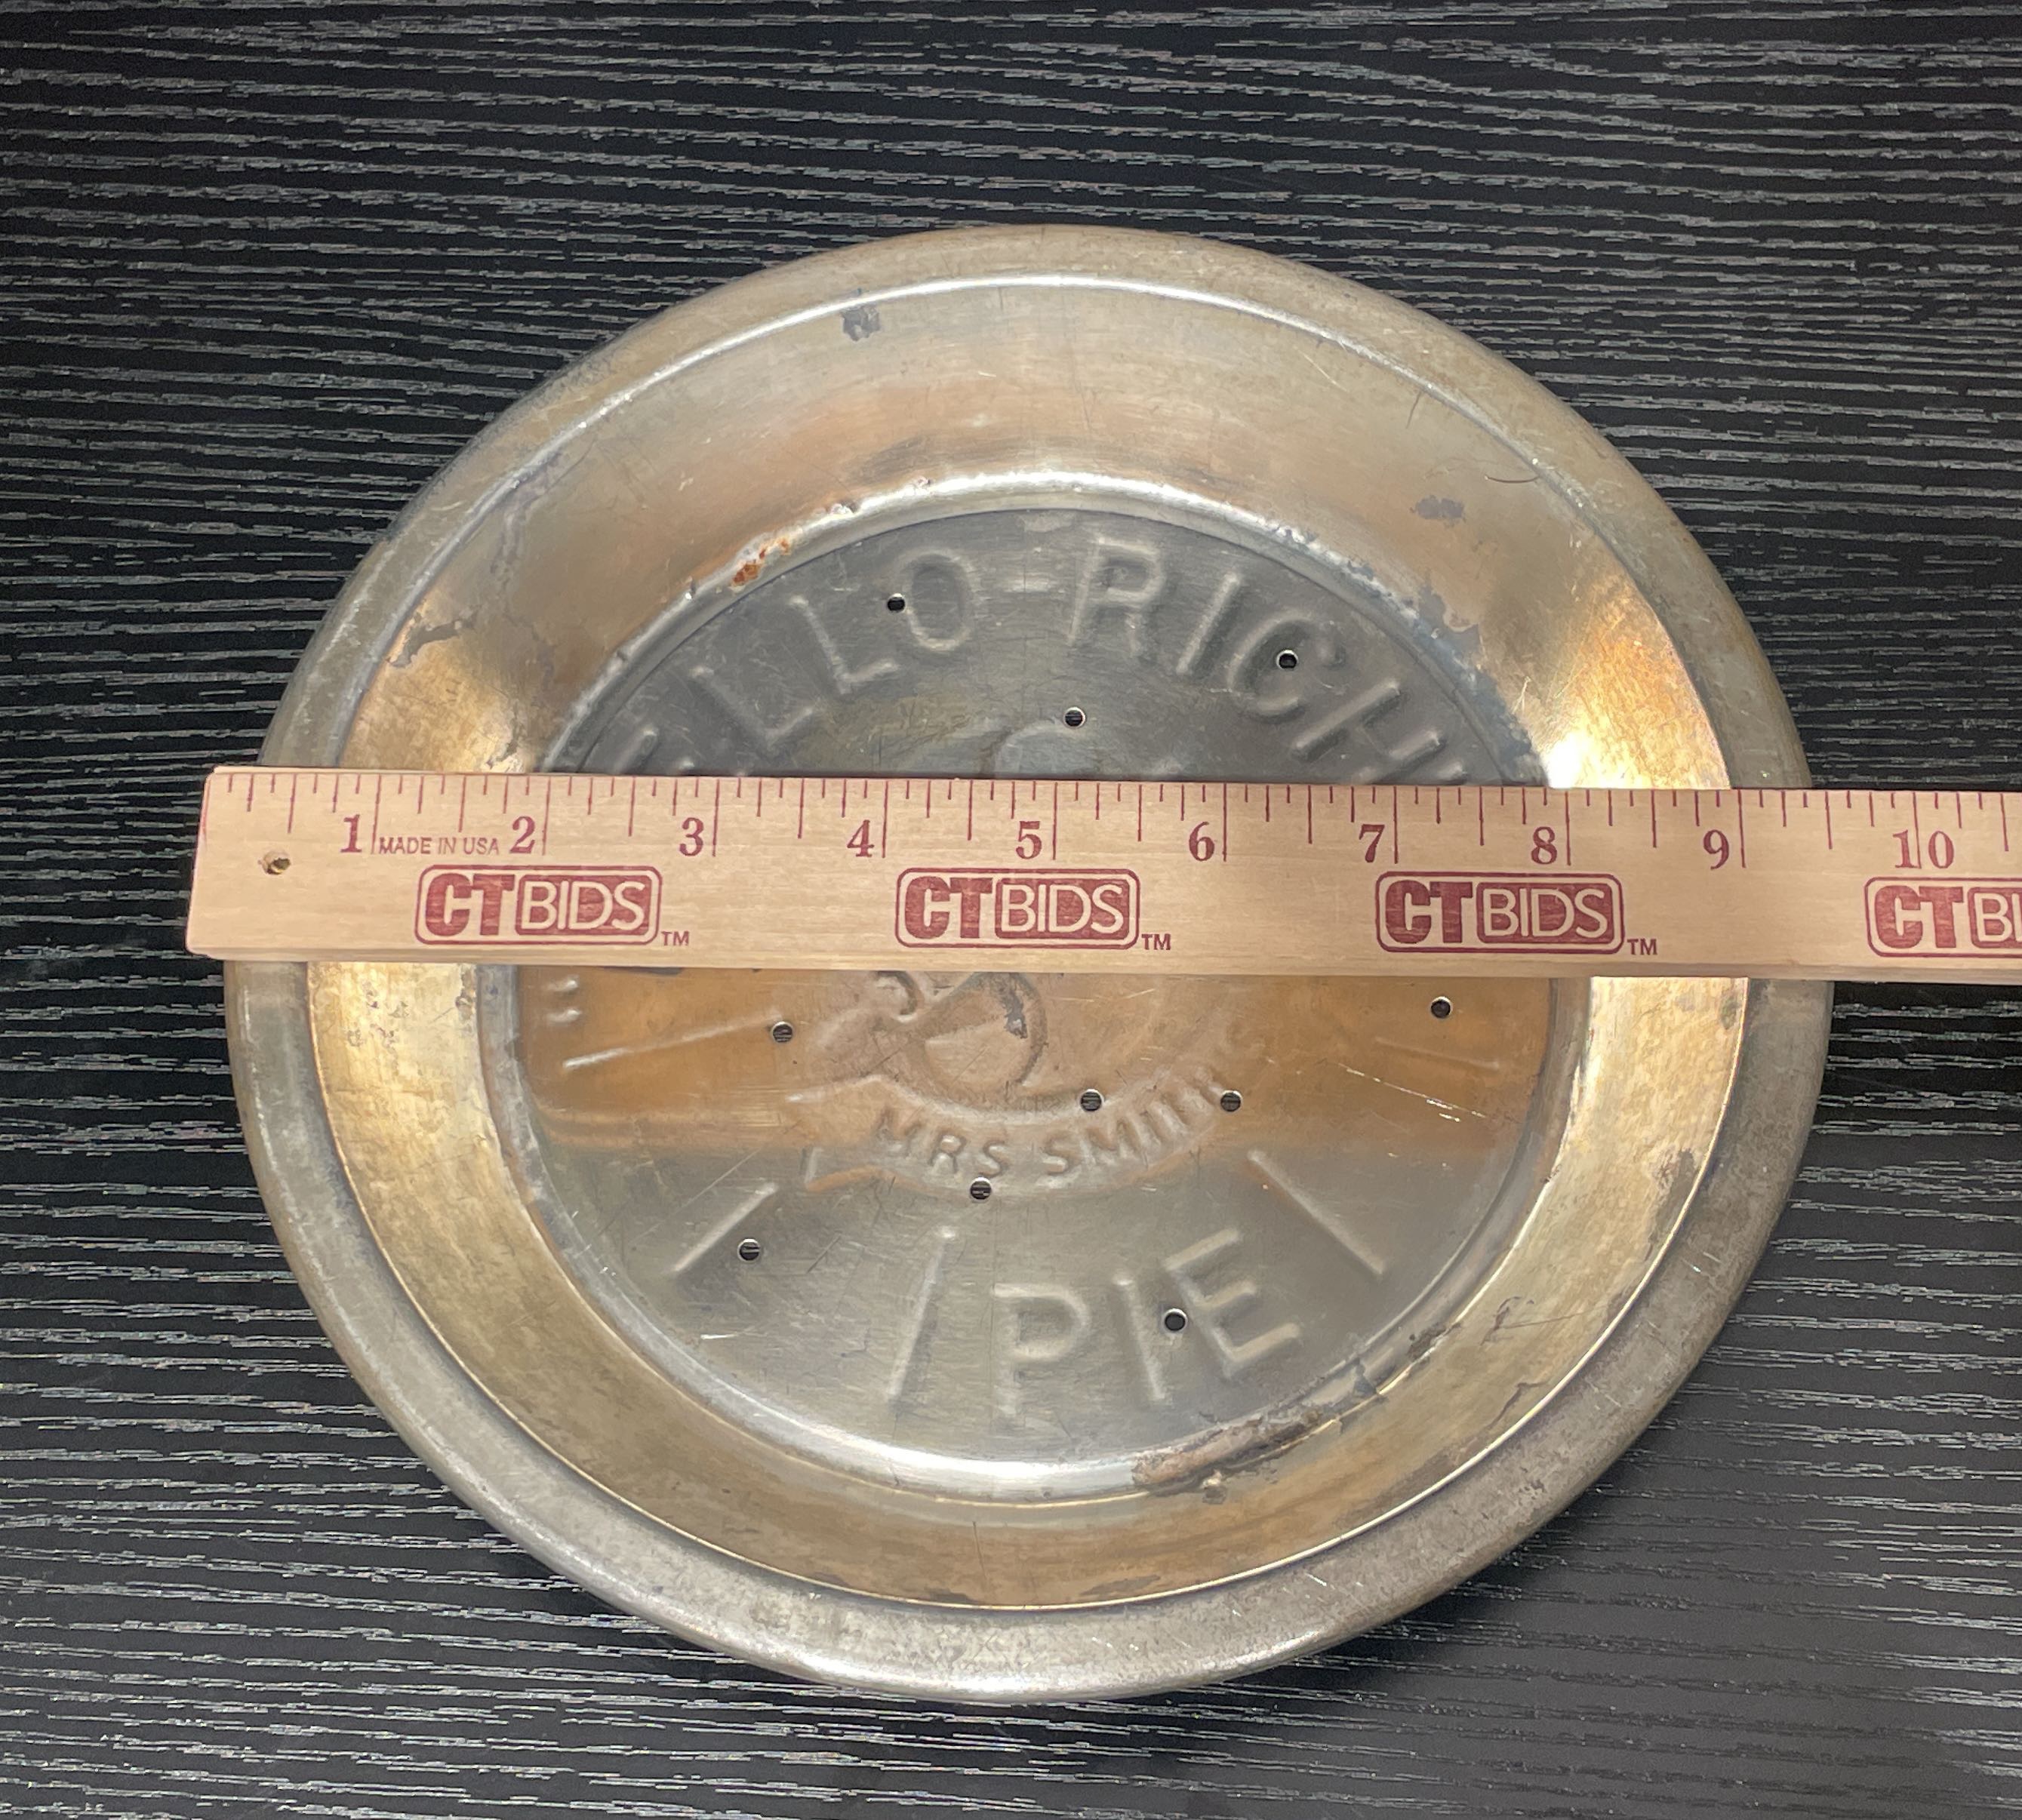 LLO-RICH
1 2 3 4 5 6 7 8 9 10
MADE IN USA
CTBIDS™ CTBIDS™ CTBIDS™ CTBI
MRS SMITH
PIE